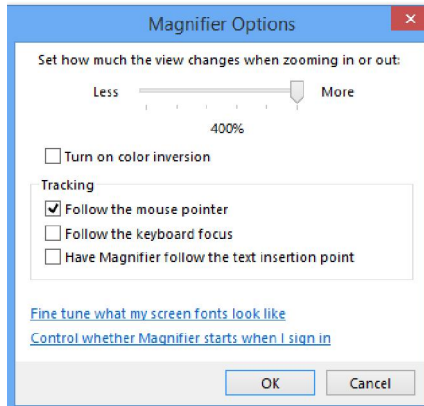 Magnifier Options
Set how much the view changes when zooming in or out:
Less More
400%
Turn on color inversion
Tracking
Follow the mouse pointer
Follow the keyboard focus
Have Magnifier follow the text insertion point
Fine tune what my screen fonts look like
Control whether Magnifier starts when I sign in
OK Cancel